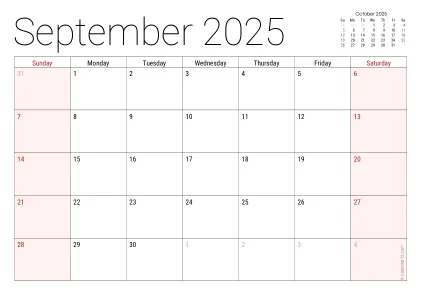 September 2025
October 2025
Su Mo Tu We Th Fr Sa
1 2 3 4
5 6 7 8 9 10 11
12 13 14 15 16 17 18
19 20 21 22 23 24 25
26 27 28 29 30 31
Sunday Monday Tuesday Wednesday Thursday Friday Saturday
31 1 2 3 4 5 6
7 8 9 10 11 12 13
14 15 16 17 18 19 20
21 22 23 24 25 26 27
28 29 30 1 2 3 4